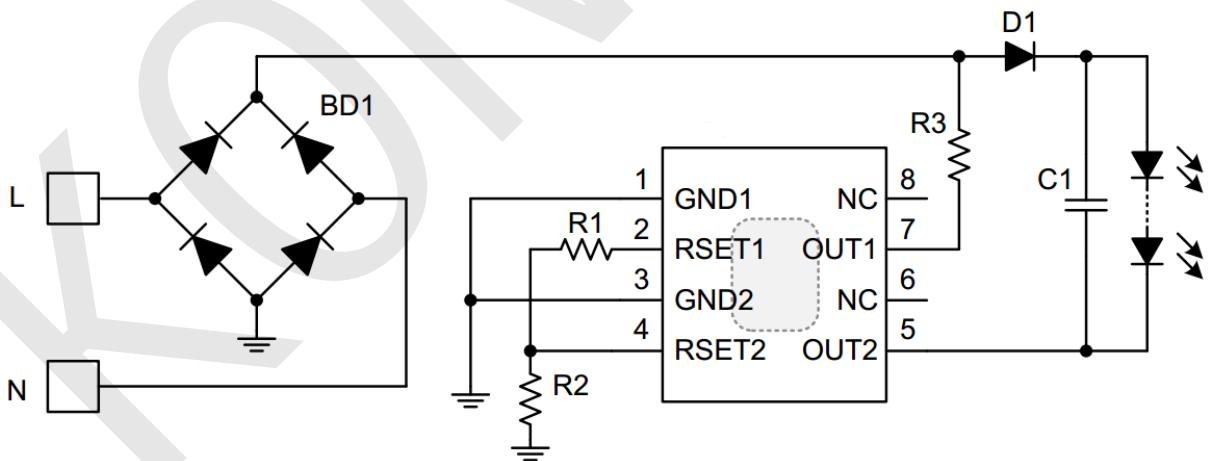 D1
BD1
R3
L
1 GND1 NC 8
C1
R1
2 RSET1 OUT1 7
3 GND2 NC 6
4 RSET2 OUT2 5
N
R2